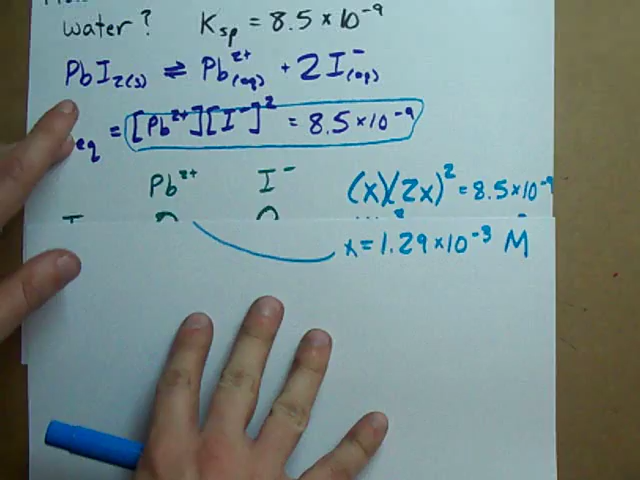 water? Ksp = 8.5×10⁻⁹
PbI₂(s) ⇌ Pb²⁺(aq) + 2I⁻(aq)
eq = [Pb²⁺][I⁻]² = 8.5×10⁻⁹
Pb²⁺ I⁻ (x)(2x)² = 8.5×10⁻⁹
x = 1.29×10⁻³ M